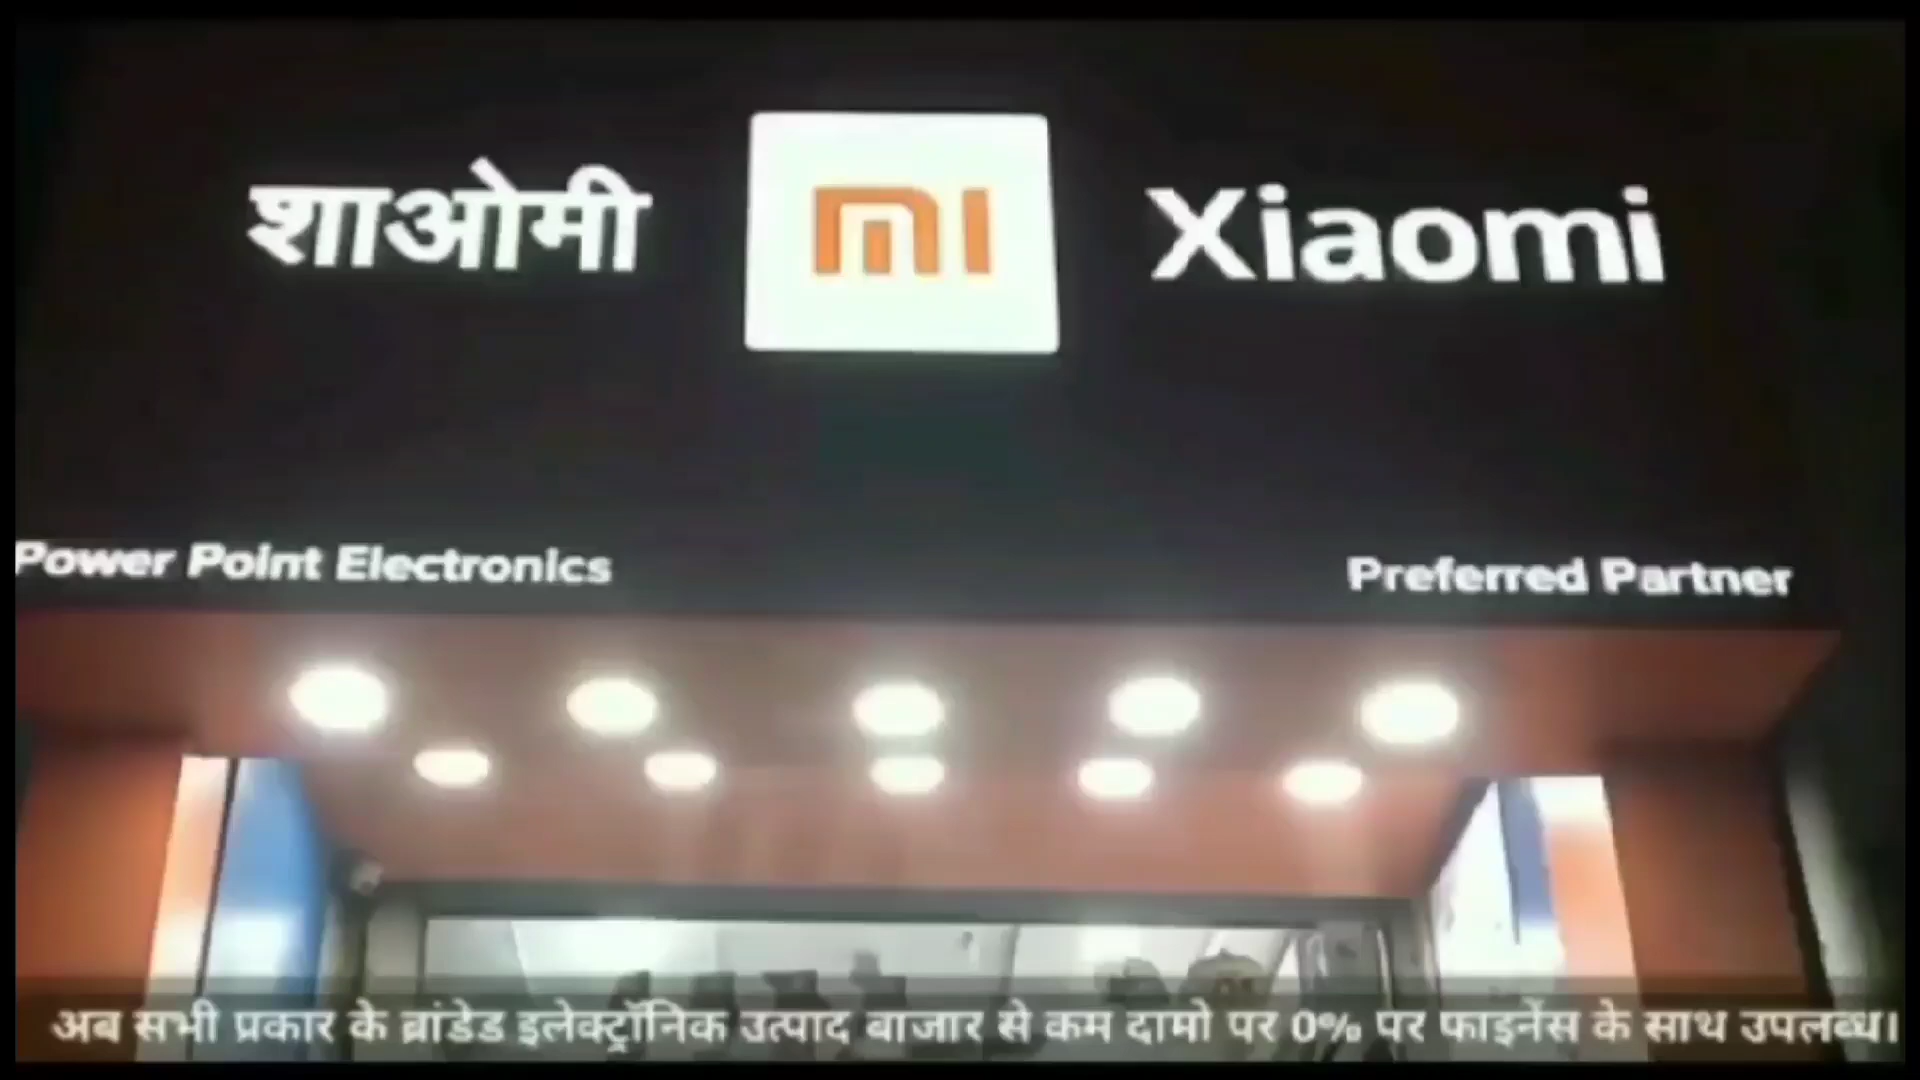 शाओमी mi Xiaomi
Power Point Electronics Preferred Partner
अब सभी प्रकार के ब्रांडेड इलेक्ट्रॉनिक उत्पाद बाजार से कम दामो पर 0% पर फाइनेंस के साथ उपलब्ध।